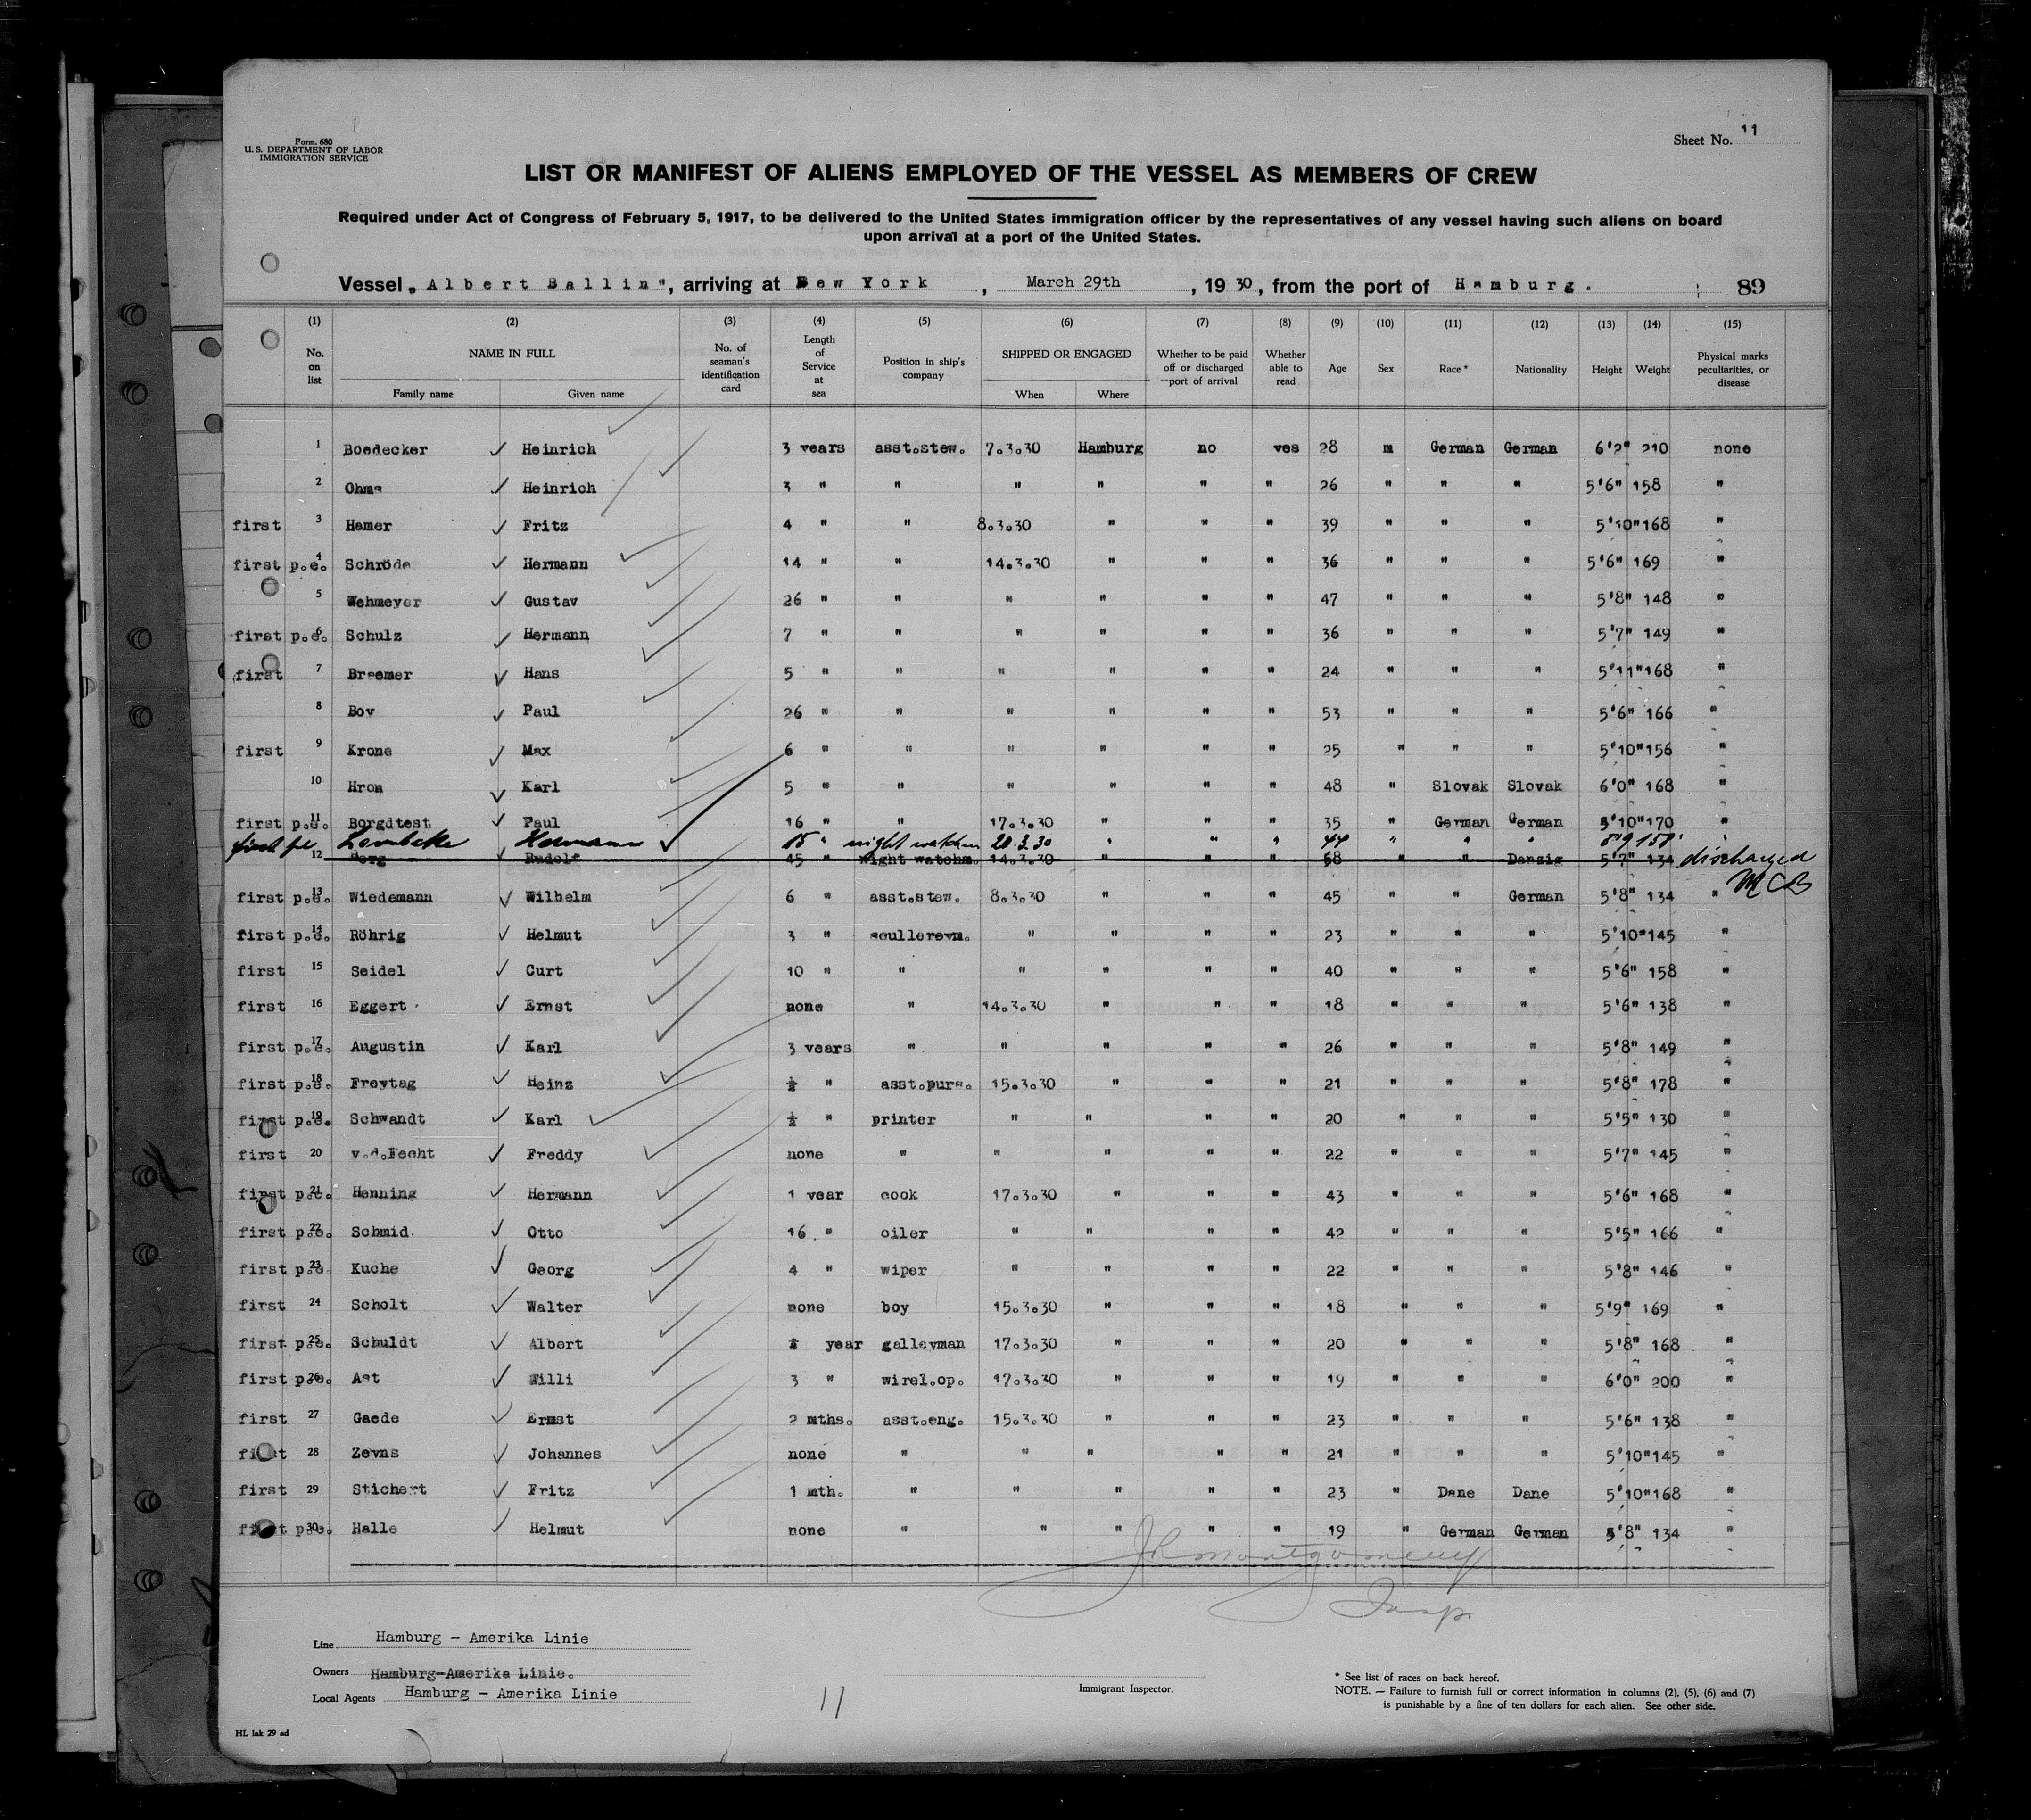 Form. 680
U. S. DEPARTMENT OF LABOR
IMMIGRATION SERVICE
Sheet No. 11
LIST OR MANIFEST OF ALIENS EMPLOYED OF THE VESSEL AS MEMBERS OF CREW
Required under Act of Congress of February 5, 1917, to be delivered to the United States immigration officer by the representatives of any vessel having such aliens on board
upon arrival at a port of the United States.
Vessel „Albert Ballin", arriving at New York, March 29th, 1930, from the port of Hamburg. 89
(1) (2) (3) (4) (5) (6) (7) (8) (9) (10) (11) (12) (13) (14) (15)
No. on list NAME IN FULL Family name Given name No. of seaman's identification card Length of Service at sea Position in ship's company SHIPPED OR ENGAGED When Where Whether to be paid off or discharged port of arrival Whether able to read Age Sex Race * Nationality Height Weight Physical marks peculiarities, or disease
1 Boedecker Heinrich 3 years asst.stew. 7.3.30 Hamburg no yes 28 m German German 6'2" 210 none
2 Ohms Heinrich 3 " " " " " " 26 " " " 5'6" 158 "
first 3 Hamer Fritz 4 " " 8.3.30 " " " 39 " " " 5'10" 168 "
first p.e. 4 Schröde Hermann 14 " " 14.3.30 " " " 36 " " " 5'6" 169 "
5 Wehmeyer Gustav 26 " " " " " " 47 " " " 5'8" 148 "
first p.e. 6 Schulz Hermann 7 " " " " " " 36 " " " 5'7" 149 "
first 7 Braemer Hans 5 " " " " " " 24 " " " 5'11" 168 "
8 Boy Paul 26 " " " " " " 53 " " " 5'6" 166 "
first 9 Krone Max 6 " " " " " " 25 " " " 5'10" 156 "
10 Hron Karl 5 " " " " " " 48 " Slovak Slovak 6'0" 168 "
first p.e. 11 Borgdtest Paul 16 " " 17.3.30 " " " 35 " German German 5'10" 170 "
first pe Lembcke Hermann 15 " night watchm 20.3.30 " " " 44 " " " 5'9 158 "
12 Berg Rudolf 45 " night watchm. 14.3.30 68 Danzig 5'7" 134 discharged
MCB
first p.e. 13 Wiedemann Wilhelm 6 " asst.stew. 8.3.30 " " " 45 " " German 5'8" 134 "
first p.e. 14 Röhrig Helmut 3 " scullerym. " " " " 23 " " " 5'10" 145 "
first 15 Seidel Curt 10 " " " " " " 40 " " " 5'6" 158 "
first 16 Eggert Ernst none " 14.3.30 " " " 18 " " " 5'6" 138 "
first p.e. 17 Augustin Karl 3 years " " " " " 26 " " " 5'8" 149 "
first p.e. 18 Freytag Heinz ½ " asst.purs. 15.3.30 " " " 21 " " " 5'8" 178 "
first p.e. 19 Schwandt Karl ½ " printer " " " " 20 " " " 5'5" 130 "
first 20 v.d.Fecht Freddy none " " " " " 22 " " " 5'7" 145 "
first p.e. 21 Henning Hermann 1 year cook 17.3.30 " " " 43 " " " 5'6" 168 "
first p.e. 22 Schmid Otto 16 " oiler " " " " 42 " " " 5'5" 166 "
first p.e. 23 Kuche Georg 4 " wiper " " " " 22 " " " 5'8" 146 "
first 24 Scholt Walter none boy 15.3.30 " " " 18 " " " 5'9" 169 "
first p.e. 25 Schuldt Albert year galleyman 17.3.30 " " " 20 " " " 5'8" 168 "
first p.e. 26 Ast Willi 3 " wirel.op. 17.3.30 " " " 19 " " " 6'0" 200 "
first 27 Gaede Ernst 2 mths. asst.eng. 15.3.30 " " " 23 " " " 5'6" 138 "
first 28 Zeyns Johannes none " " " " " 21 " " " 5'10" 145 "
first 29 Stichert Fritz 1 mth. " " " " " 23 " Dane Dane 5'10" 168 "
first p.e. 30 Halle Helmut none " " " " " 19 " German German 5'8" 134 "
JR Montgomery
Insp.
Line Hamburg - Amerika Linie
Owners Hamburg-Amerika Linie.
Local Agents Hamburg - Amerika Linie
11
Immigrant Inspector.
* See list of races on back hereof.
NOTE. — Failure to furnish full or correct information in columns (2), (5), (6) and (7)
is punishable by a fine of ten dollars for each alien. See other side.
HL lak 29 ad